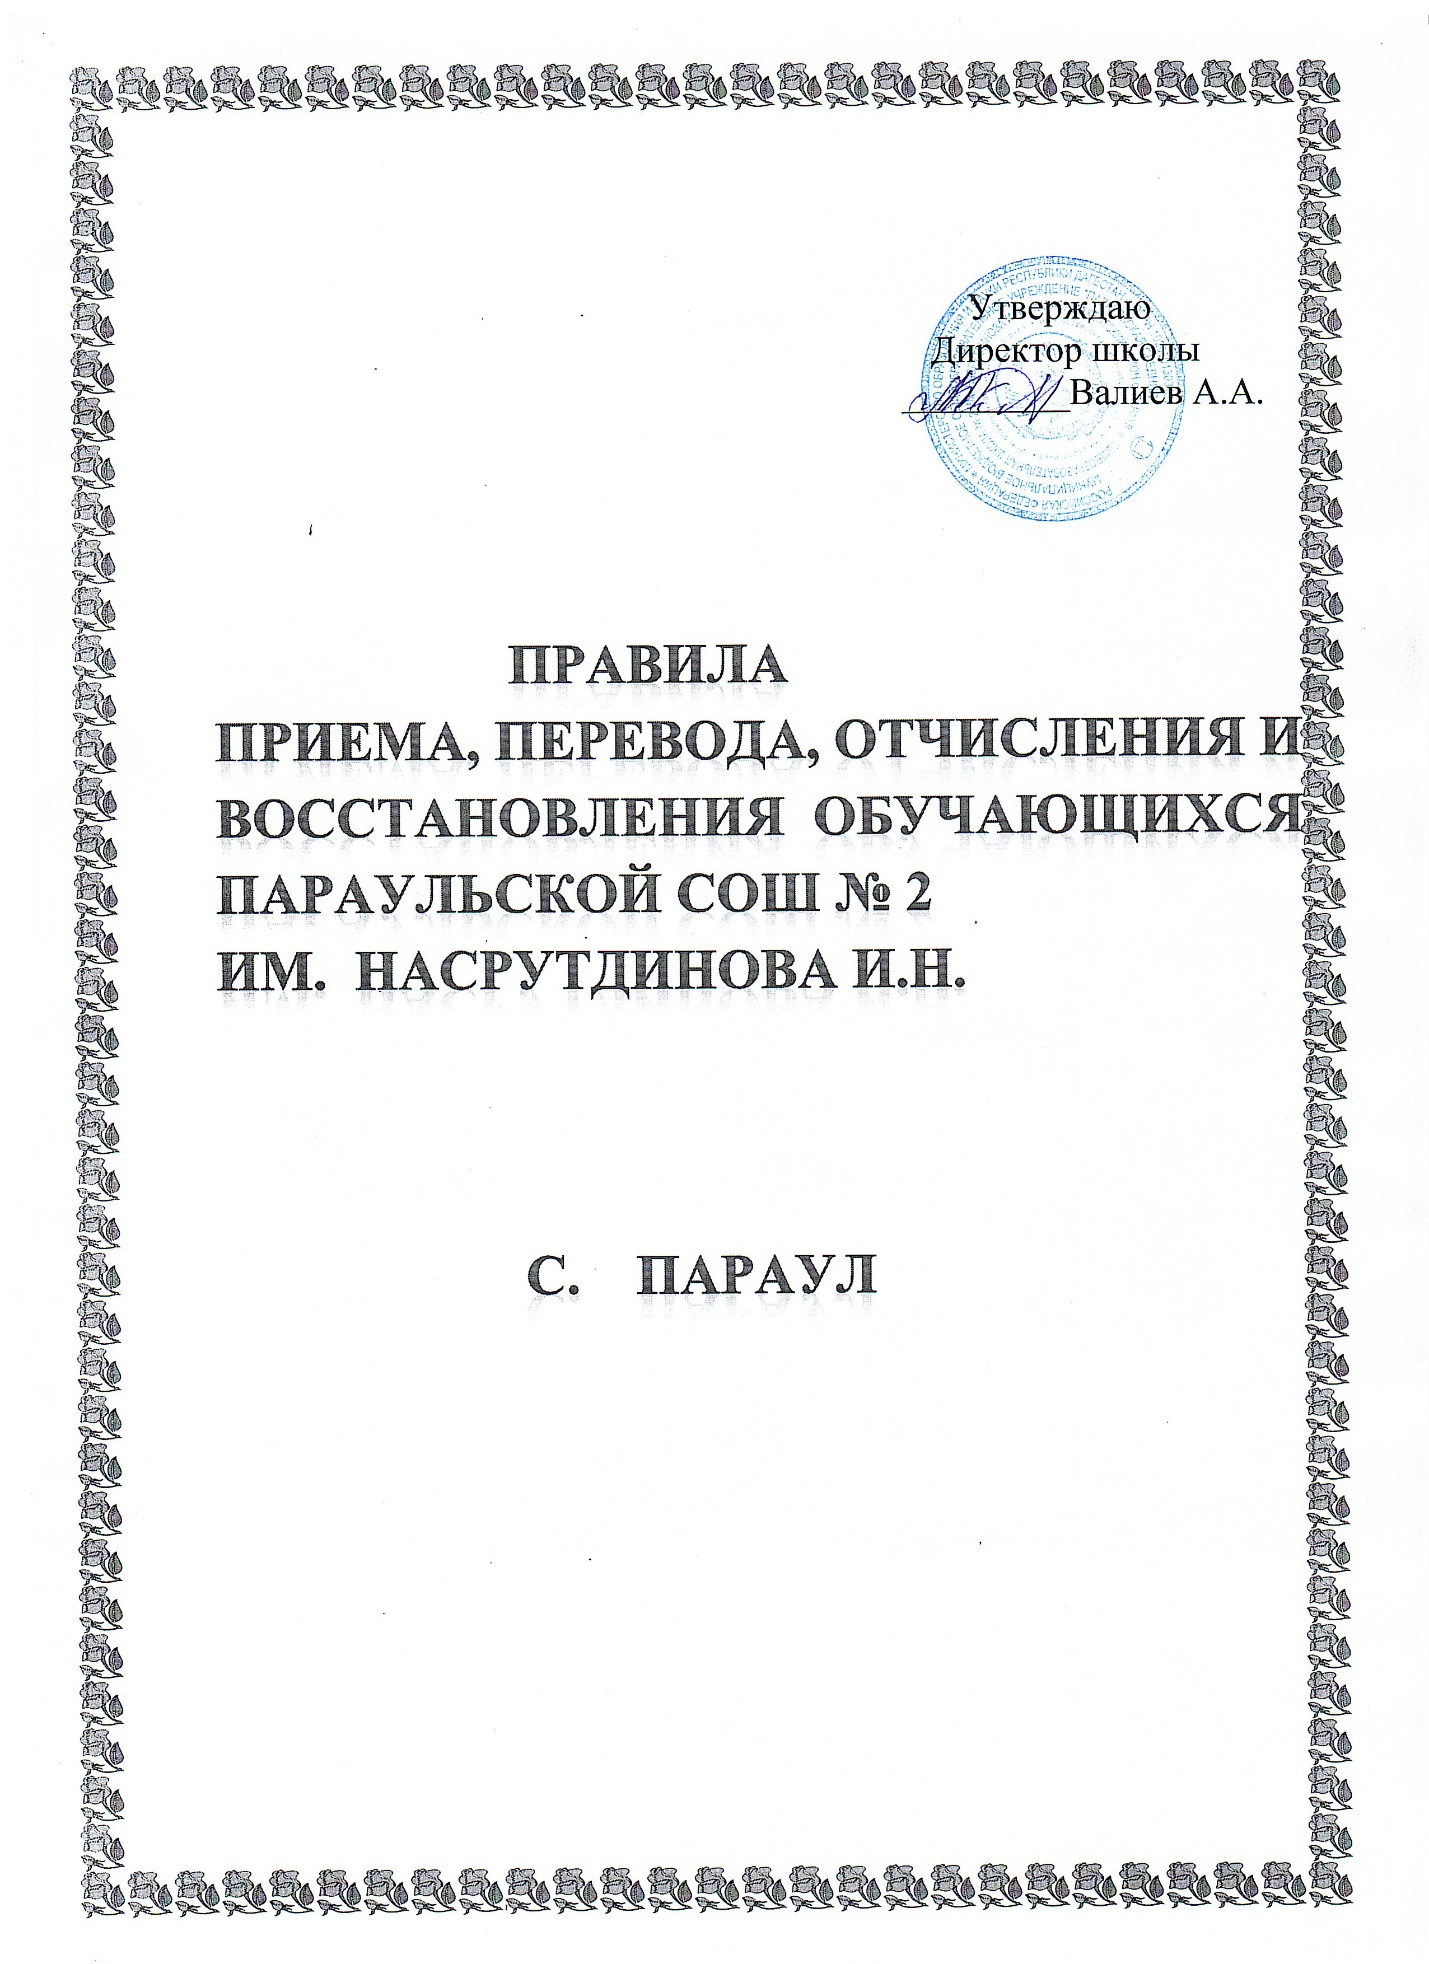 Утверждаю
Директор школы
Валиев А.А.
ПРАВИЛА
ПРИЕМА, ПЕРЕВОДА, ОТЧИСЛЕНИЯ И
ВОССТАНОВЛЕНИЯ ОБУЧАЮЩИХСЯ
ПАРАУЛЬСКОЙ СОШ № 2
ИМ. НАСРУТДИНОВА И.Н.
С. ПАРАУЛ